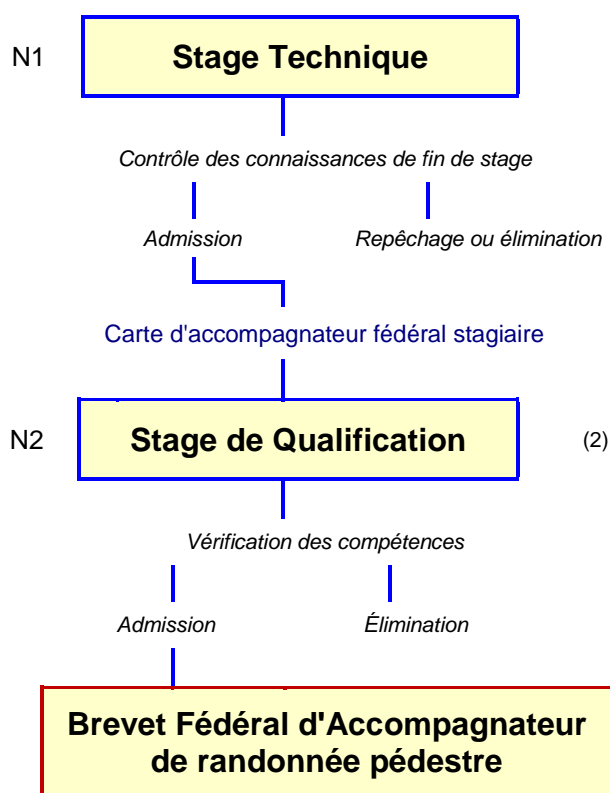 N1 Stage Technique
Contrôle des connaissances de fin de stage
Admission Repêchage ou élimination
Carte d'accompagnateur fédéral stagiaire
N2 Stage de Qualification (2)
Vérification des compétences
Admission Élimination
Brevet Fédéral d'Accompagnateur
de randonnée pédestre